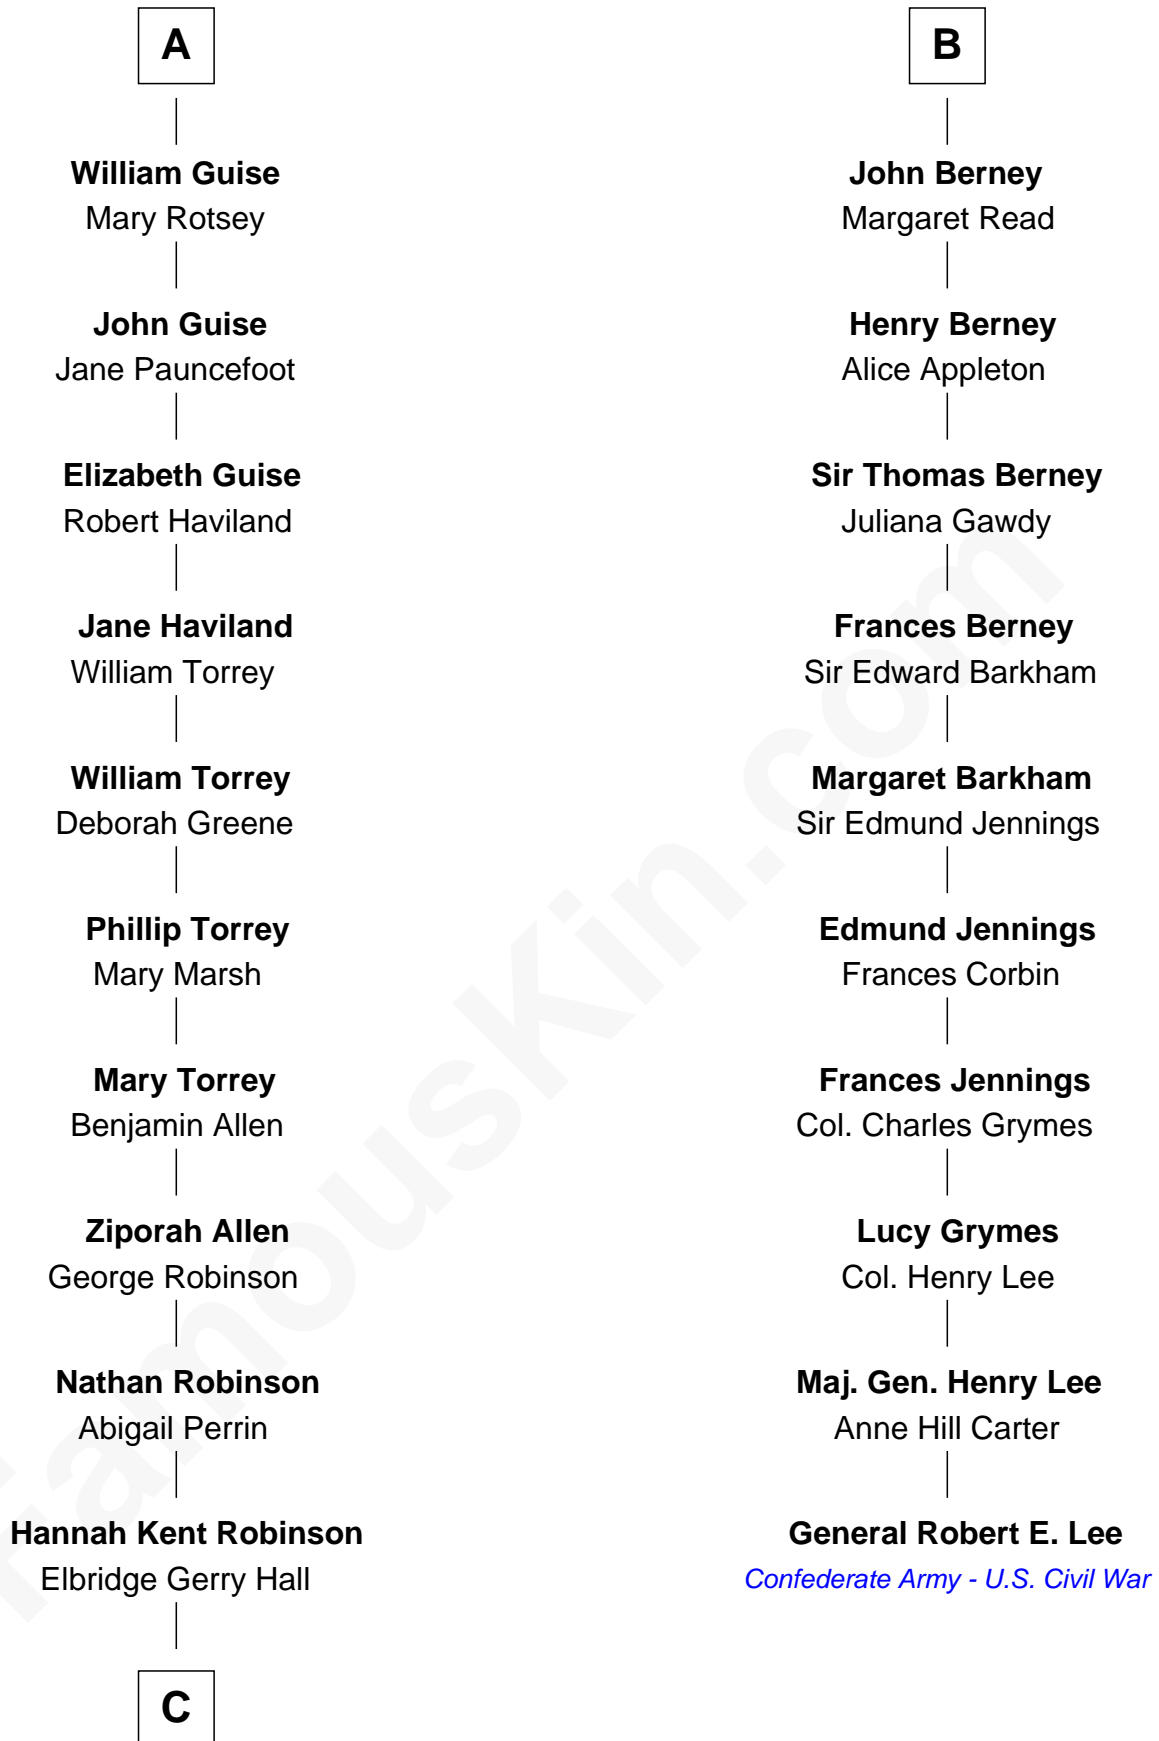 A
William Guise
Mary Rotsey
John Guise
Jane Pauncefoot
Elizabeth Guise
Robert Haviland
Jane Haviland
William Torrey
William Torrey
Deborah Greene
Phillip Torrey
Mary Marsh
Mary Torrey
Benjamin Allen
Ziporah Allen
George Robinson
Nathan Robinson
Abigail Perrin
Hannah Kent Robinson
Elbridge Gerry Hall
C
B
John Berney
Margaret Read
Henry Berney
Alice Appleton
Sir Thomas Berney
Juliana Gawdy
Frances Berney
Sir Edward Barkham
Margaret Barkham
Sir Edmund Jennings
Edmund Jennings
Frances Corbin
Frances Jennings
Col. Charles Grymes
Lucy Grymes
Col. Henry Lee
Maj. Gen. Henry Lee
Anne Hill Carter
General Robert E. Lee
Confederate Army - U.S. Civil War
FamousKin.com